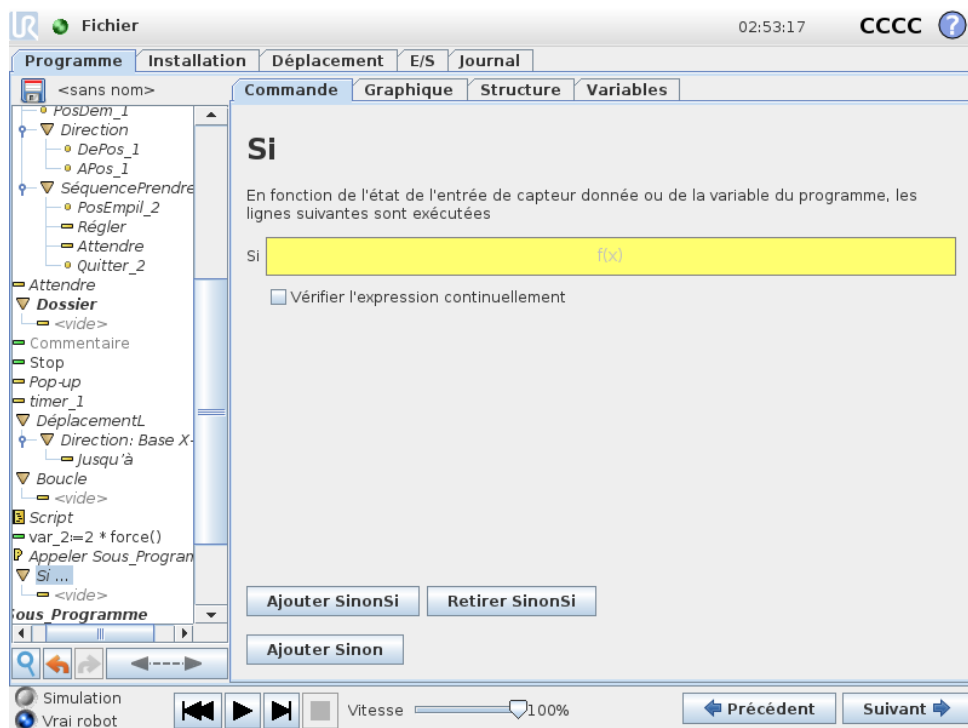 UR Fichier 02:53:17 CCCC ?
Programme Installation Déplacement E/S Journal
<sans nom>
Commande Graphique Structure Variables
PosDem_1
Direction
DePos_1
APos_1
SéquencePrendre
PosEmpil_2
Régler
Attendre
Quitter_2
Attendre
Dossier
<vide>
Commentaire
Stop
Pop-up
timer_1
DéplacementL
Direction: Base X-
Jusqu'à
Boucle
<vide>
Script
var_2:=2 * force()
Appeler Sous_Program
Si ...
<vide>
Sous_Programme
Si
En fonction de l'état de l'entrée de capteur donnée ou de la variable du programme, les
lignes suivantes sont exécutées
Si f(x)
Vérifier l'expression continuellement
Ajouter SinonSi Retirer SinonSi
Ajouter Sinon
Simulation
Vrai robot
Vitesse 100%
Précédent Suivant